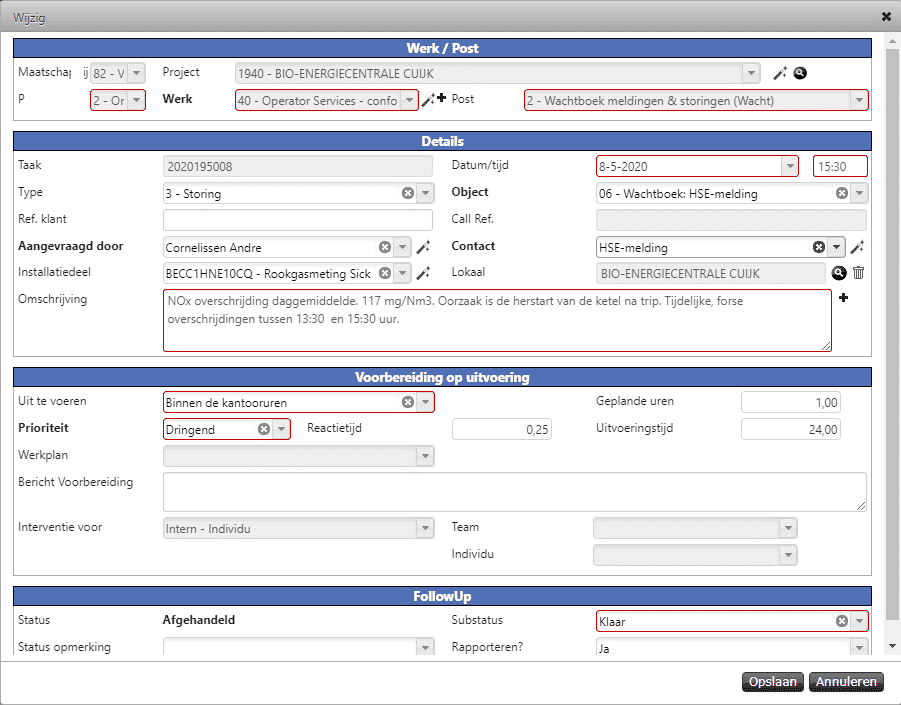 Wijzig
Werk / Post
Maatschap ij 82 - V Project 1940 - BIO-ENERGIECENTRALE CUIJK
P 2 - Or Werk 40 - Operator Services - confo Post 2 - Wachtboek meldingen & storingen (Wacht)
Details
Taak 2020195008 Datum/tijd 8-5-2020 15:30
Type 3 - Storing Object 06 - Wachtboek: HSE-melding
Ref. klant Call Ref.
Aangevraagd door Cornelissen Andre Contact HSE-melding
Installatiedeel BECC1HNE10CQ - Rookgasmeting Sick Lokaal BIO-ENERGIECENTRALE CUIJK
Omschrijving NOx overschrijding daggemiddelde. 117 mg/Nm3. Oorzaak is de herstart van de ketel na trip. Tijdelijke, forse
overschrijdingen tussen 13:30 en 15:30 uur.
Voorbereiding op uitvoering
Uit te voeren Binnen de kantooruren Geplande uren 1,00
Prioriteit Dringend Reactietijd 0,25 Uitvoeringstijd 24,00
Werkplan
Bericht Voorbereiding
Interventie voor Intern - Individu Team
Individu
FollowUp
Status Afgehandeld Substatus Klaar
Status opmerking Rapporteren? Ja
Opslaan Annuleren